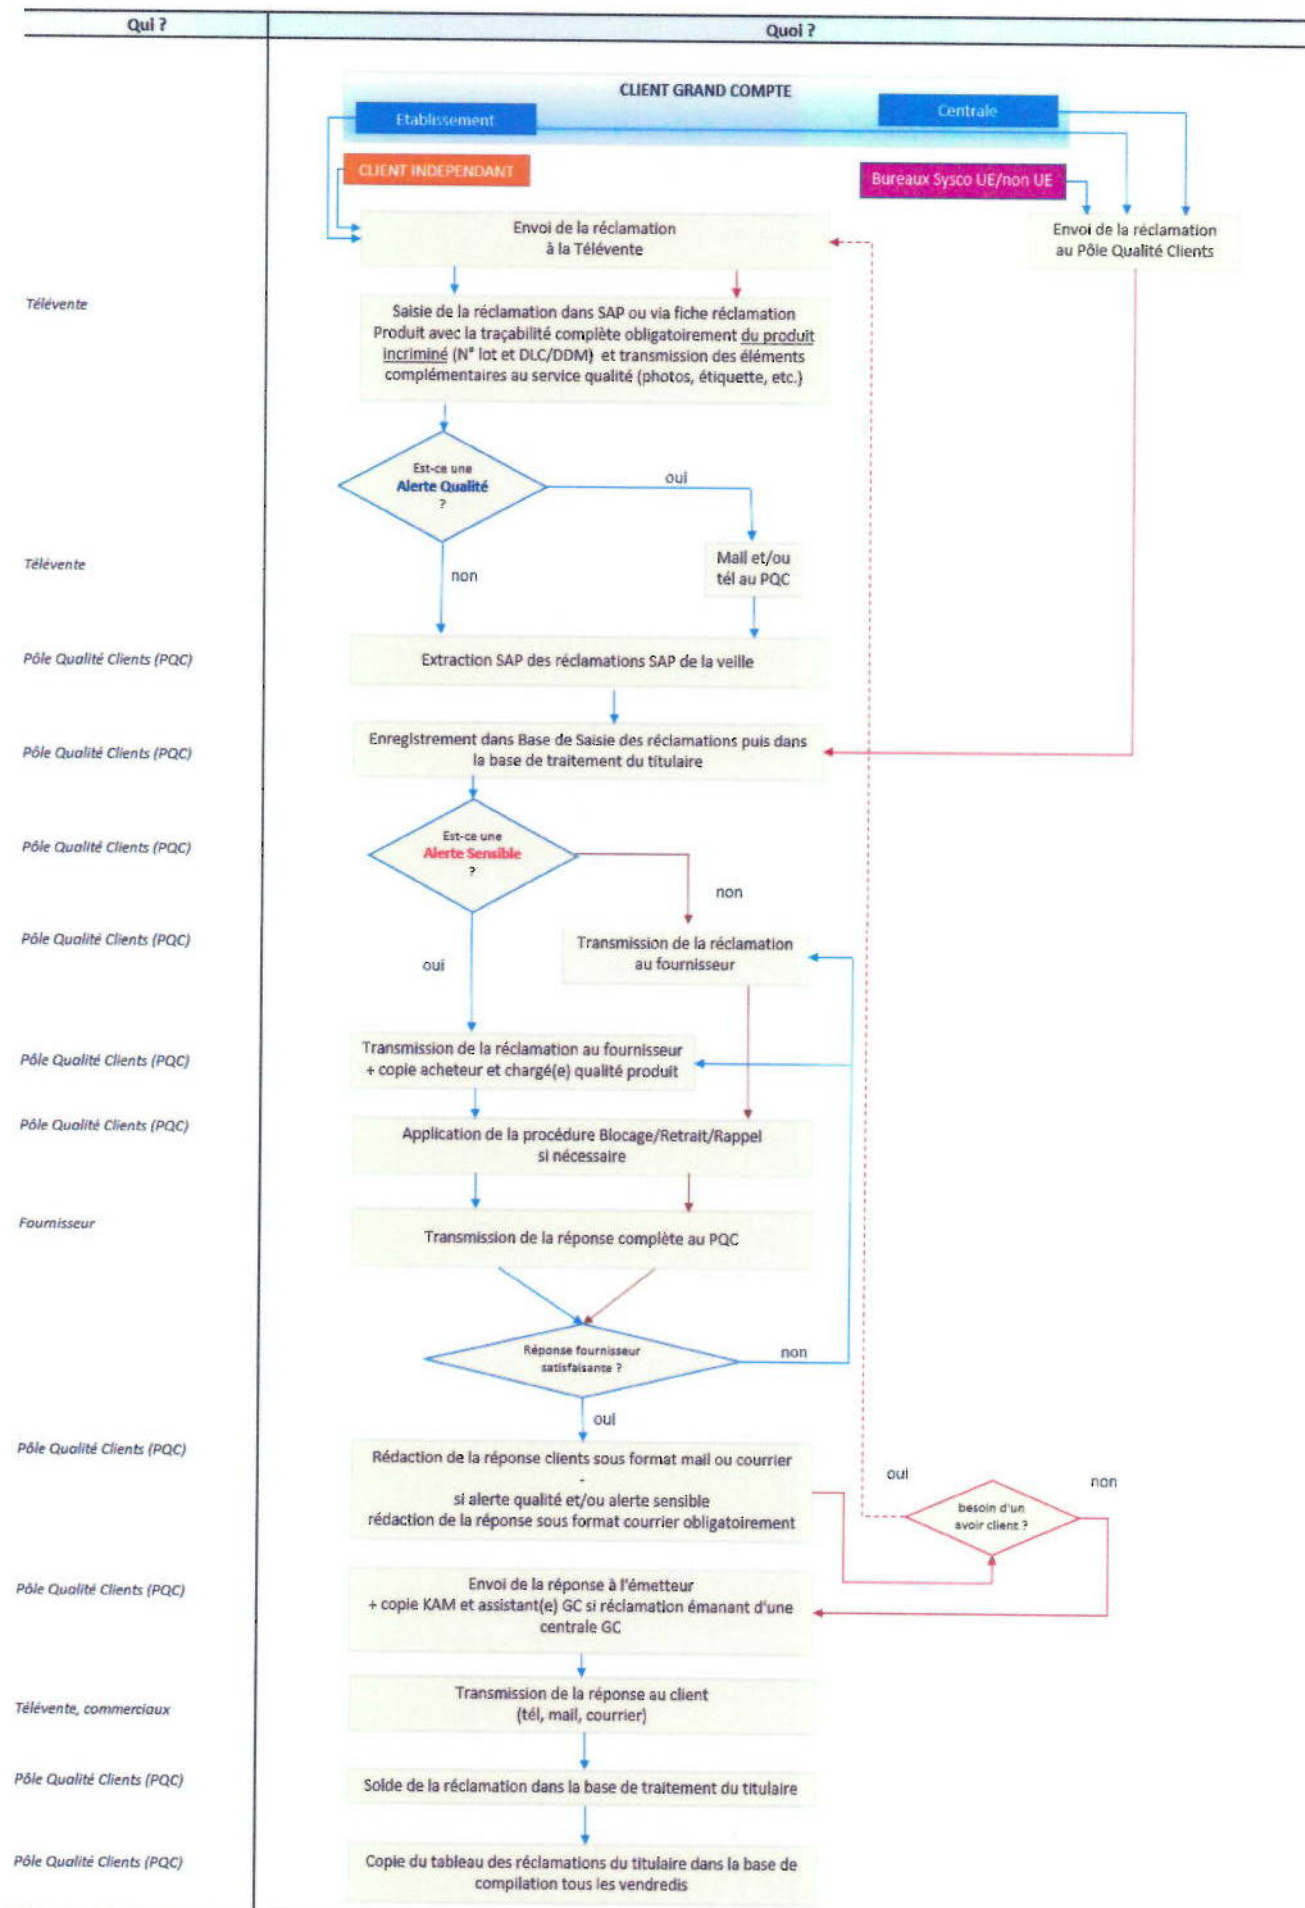 Qui ?
Quoi ?
CLIENT GRAND COMPTE
Etablissement
Centrale
CLIENT INDEPENDANT
Bureaux Sysco UE/non UE
Envoi de la réclamation
à la Télévente
Envoi de la réclamation
au Pôle Qualité Clients
Télévente
Saisie de la réclamation dans SAP ou via fiche réclamation
Produit avec la traçabilité complète obligatoirement du produit
incriminé (N° lot et DLC/DDM) et transmission des éléments
complémentaires au service qualité (photos, étiquette, etc.)
Est-ce une
Alerte Qualité
?
oui
non
Télévente
Mail et/ou
tél au PQC
Pôle Qualité Clients (PQC)
Extraction SAP des réclamations SAP de la veille
Pôle Qualité Clients (PQC)
Enregistrement dans Base de Saisie des réclamations puis dans
la base de traitement du titulaire
Pôle Qualité Clients (PQC)
Est-ce une
Alerte Sensible
?
non
oui
Pôle Qualité Clients (PQC)
Transmission de la réclamation
au fournisseur
Pôle Qualité Clients (PQC)
Transmission de la réclamation au fournisseur
+ copie acheteur et chargé(e) qualité produit
Pôle Qualité Clients (PQC)
Application de la procédure Blocage/Retrait/Rappel
si nécessaire
Fournisseur
Transmission de la réponse complète au PQC
Réponse fournisseur
satisfaisante ?
non
oui
Pôle Qualité Clients (PQC)
Rédaction de la réponse clients sous format mail ou courrier
-
si alerte qualité et/ou alerte sensible
rédaction de la réponse sous format courrier obligatoirement
oui
besoin d'un
avoir client ?
non
Pôle Qualité Clients (PQC)
Envoi de la réponse à l'émetteur
+ copie KAM et assistant(e) GC si réclamation émanant d'une
centrale GC
Télévente, commerciaux
Transmission de la réponse au client
(tél, mail, courrier)
Pôle Qualité Clients (PQC)
Solde de la réclamation dans la base de traitement du titulaire
Pôle Qualité Clients (PQC)
Copie du tableau des réclamations du titulaire dans la base de
compilation tous les vendredis